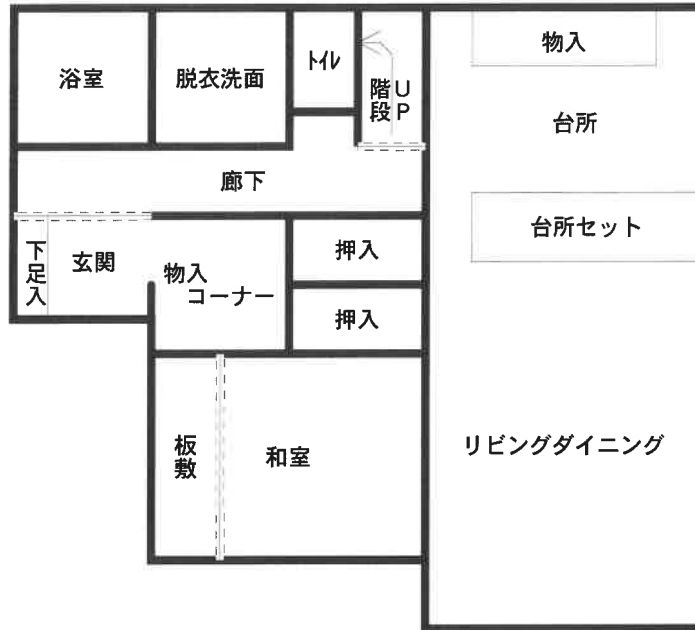 浴室
脱衣洗面
トイレ
階段
UP
物入
台所
廊下
台所セット
下足入
玄関
物入
コーナー
押入
押入
板敷
和室
リビングダイニング